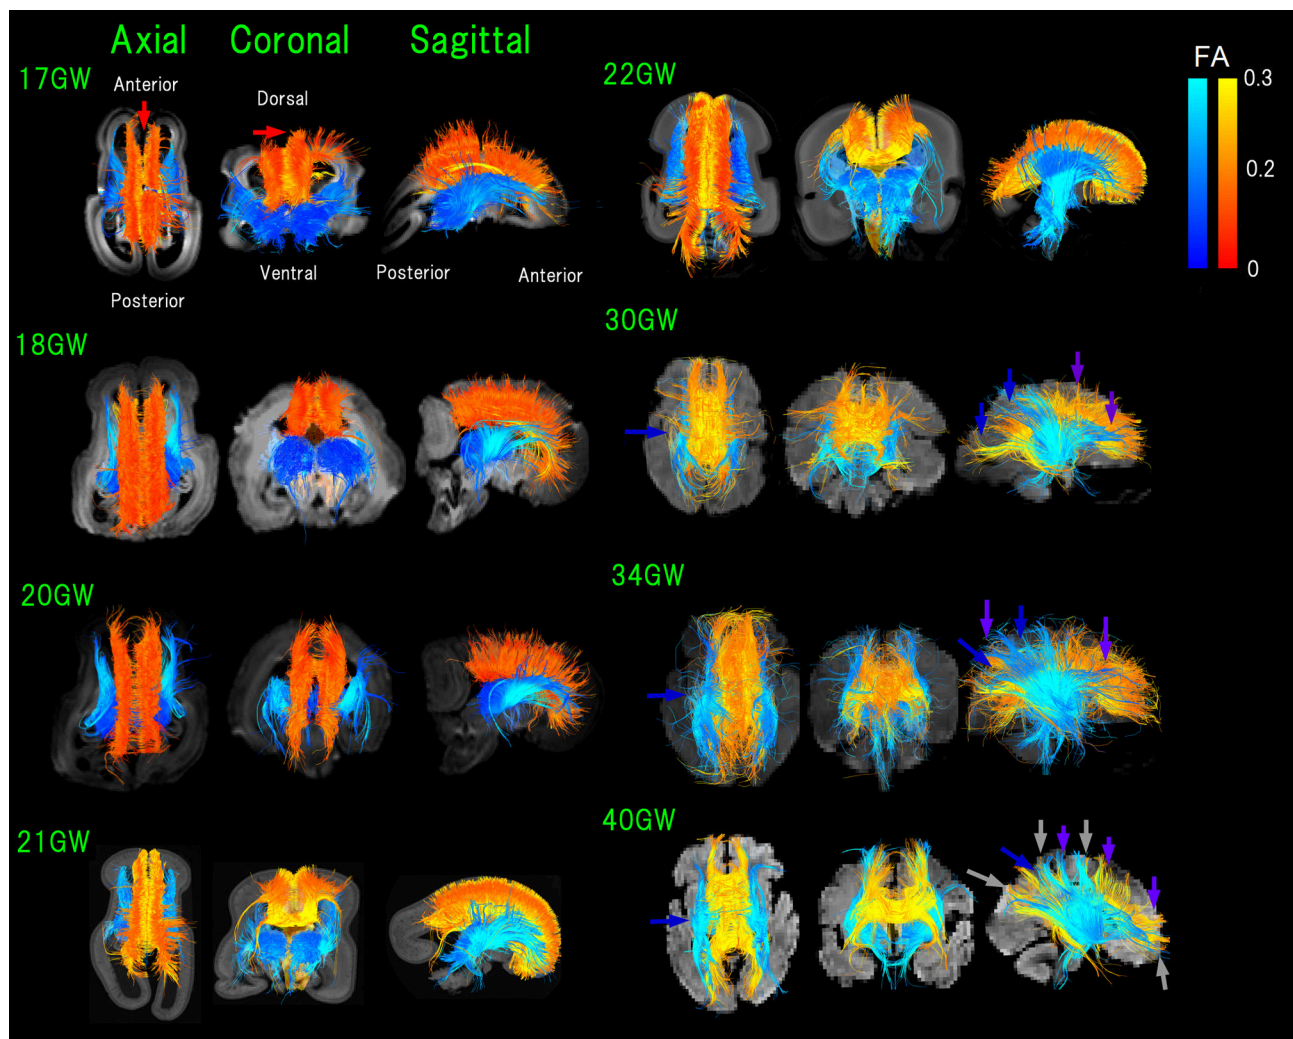 Axial Coronal Sagittal
17GW
Anterior
Dorsal
Ventral
Posterior
Anterior
Posterior
22GW
FA
0.3
0.2
0
18GW
30GW
20GW
34GW
21GW
40GW